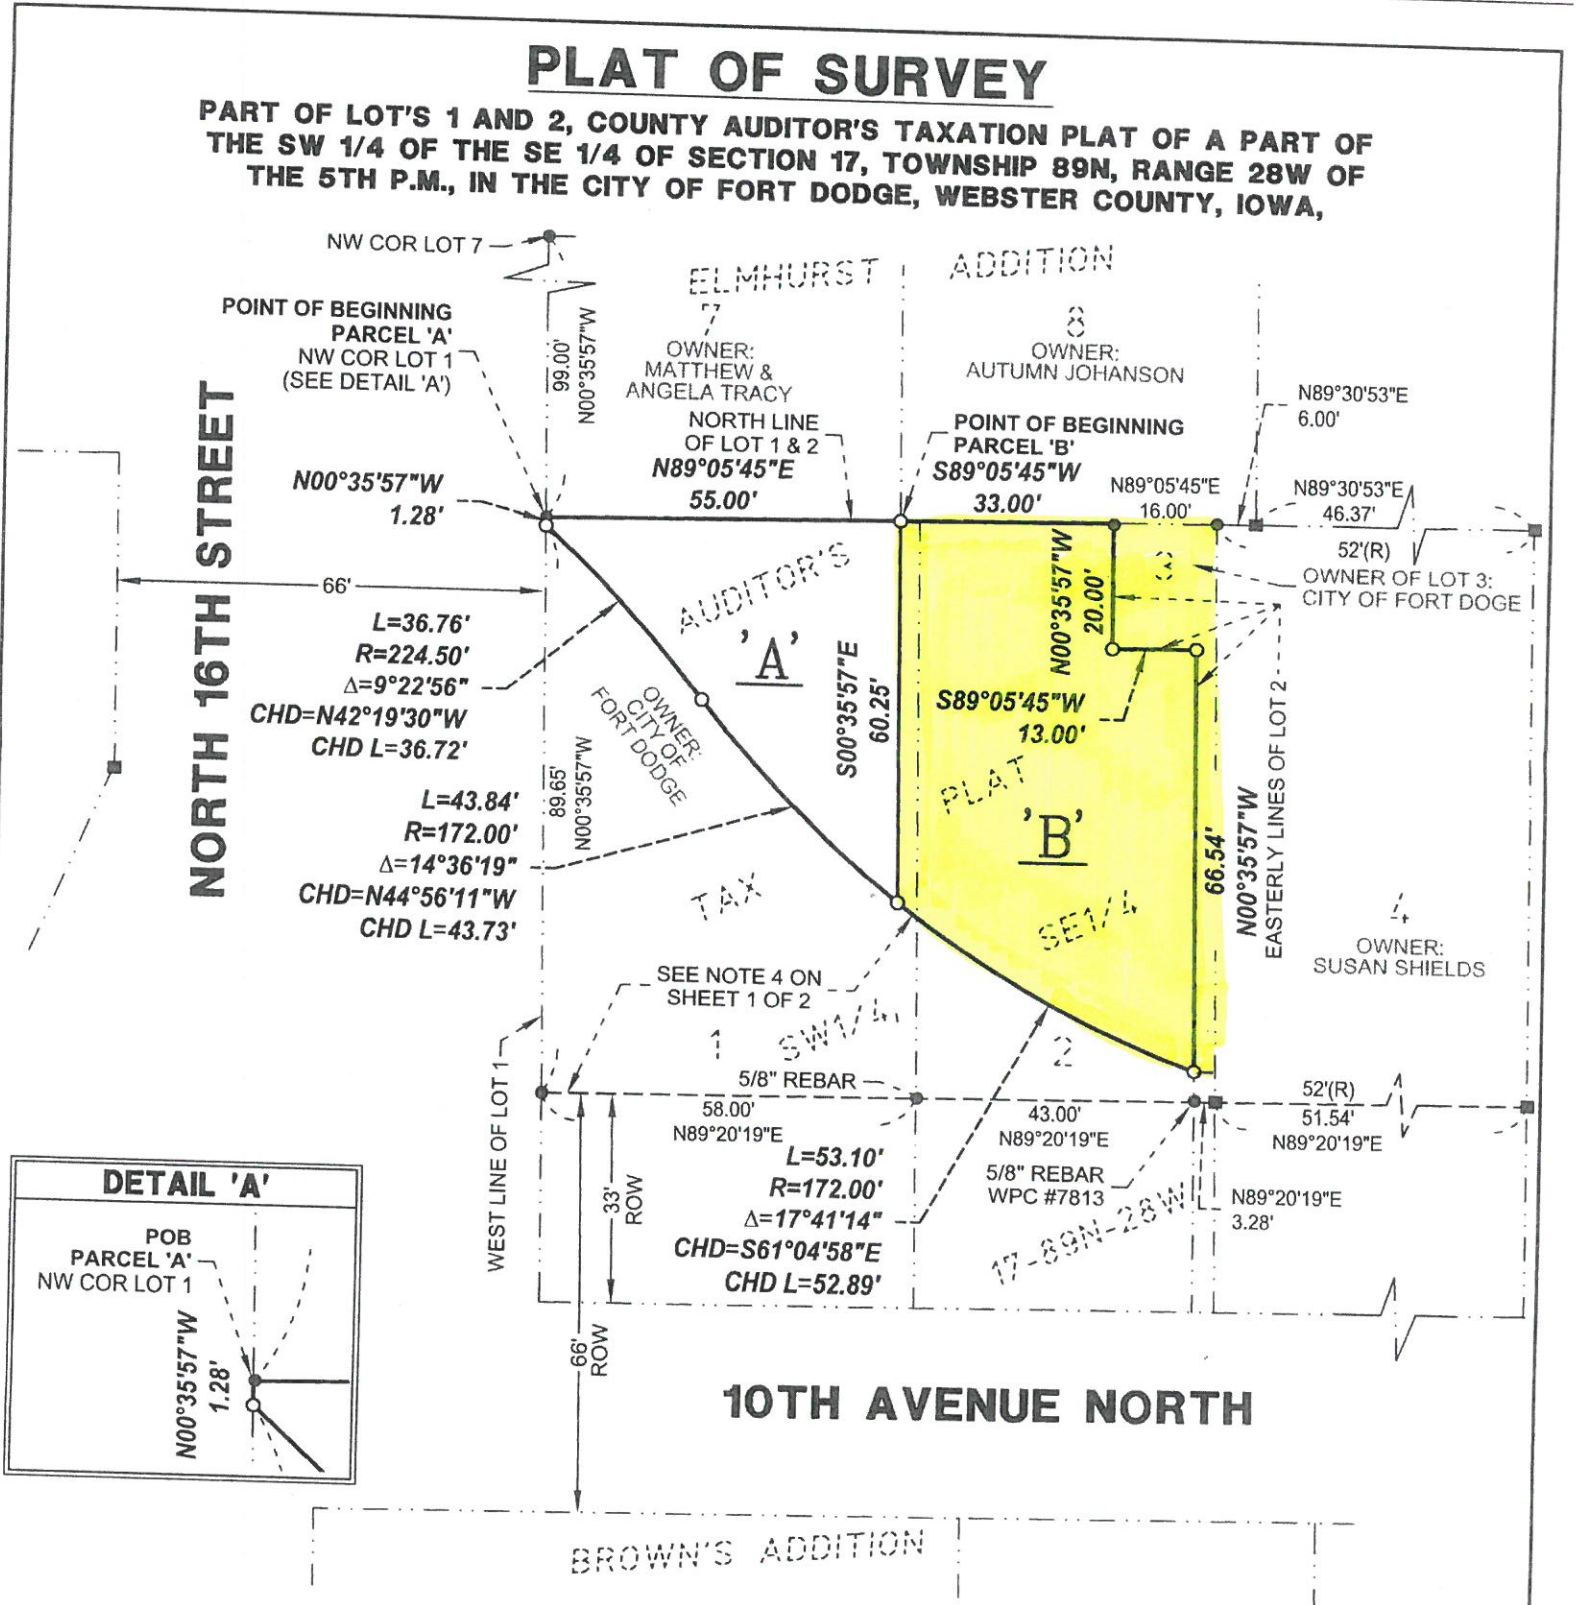 PLAT OF SURVEY
PART OF LOT'S 1 AND 2, COUNTY AUDITOR'S TAXATION PLAT OF A PART OF
THE SW 1/4 OF THE SE 1/4 OF SECTION 17, TOWNSHIP 89N, RANGE 28W OF
THE 5TH P.M., IN THE CITY OF FORT DODGE, WEBSTER COUNTY, IOWA,
NW COR LOT 7
ELMHURST ADDITION
POINT OF BEGINNING
PARCEL 'A'
NW COR LOT 1
(SEE DETAIL 'A')
99.00'
N00°35'57"W
7
OWNER:
MATTHEW &
ANGELA TRACY
8
OWNER:
AUTUMN JOHANSON
NORTH LINE
OF LOT 1 & 2
N89°05'45"E
55.00'
POINT OF BEGINNING
PARCEL 'B'
S89°05'45"W
33.00'
N89°05'45"E
16.00'
N89°30'53"E
6.00'
N89°30'53"E
46.37'
52'(R)
N00°35'57"W
1.28'
NORTH 16TH STREET
66'
AUDITOR'S
'A'
S00°35'57"E
60.25'
N00°35'57"W
20.00'
3
OWNER OF LOT 3:
CITY OF FORT DOGE
L=36.76'
R=224.50'
Δ=9°22'56"
CHD=N42°19'30"W
CHD L=36.72'
OWNER:
CITY OF
FORT DODGE
S89°05'45"W
13.00'
EASTERLY LINES OF LOT 2
89.65'
N00°35'57"W
L=43.84'
R=172.00'
Δ=14°36'19"
CHD=N44°56'11"W
CHD L=43.73'
PLAT
'B'
66.54'
N00°35'57"W
TAX
SE1/4
4
OWNER:
SUSAN SHIELDS
SEE NOTE 4 ON
SHEET 1 OF 2
1
SW1/4,
2
WEST LINE OF LOT 1
5/8" REBAR
58.00'
N89°20'19"E
43.00'
N89°20'19"E
52'(R)
51.54'
N89°20'19"E
33'
ROW
L=53.10'
R=172.00'
Δ=17°41'14"
CHD=S61°04'58"E
CHD L=52.89'
5/8" REBAR
WPC #7813
N89°20'19"E
3.28'
17-89N-28W
DETAIL 'A'
POB
PARCEL 'A'
NW COR LOT 1
N00°35'57"W
1.28'
66'
ROW
10TH AVENUE NORTH
BROWN'S ADDITION